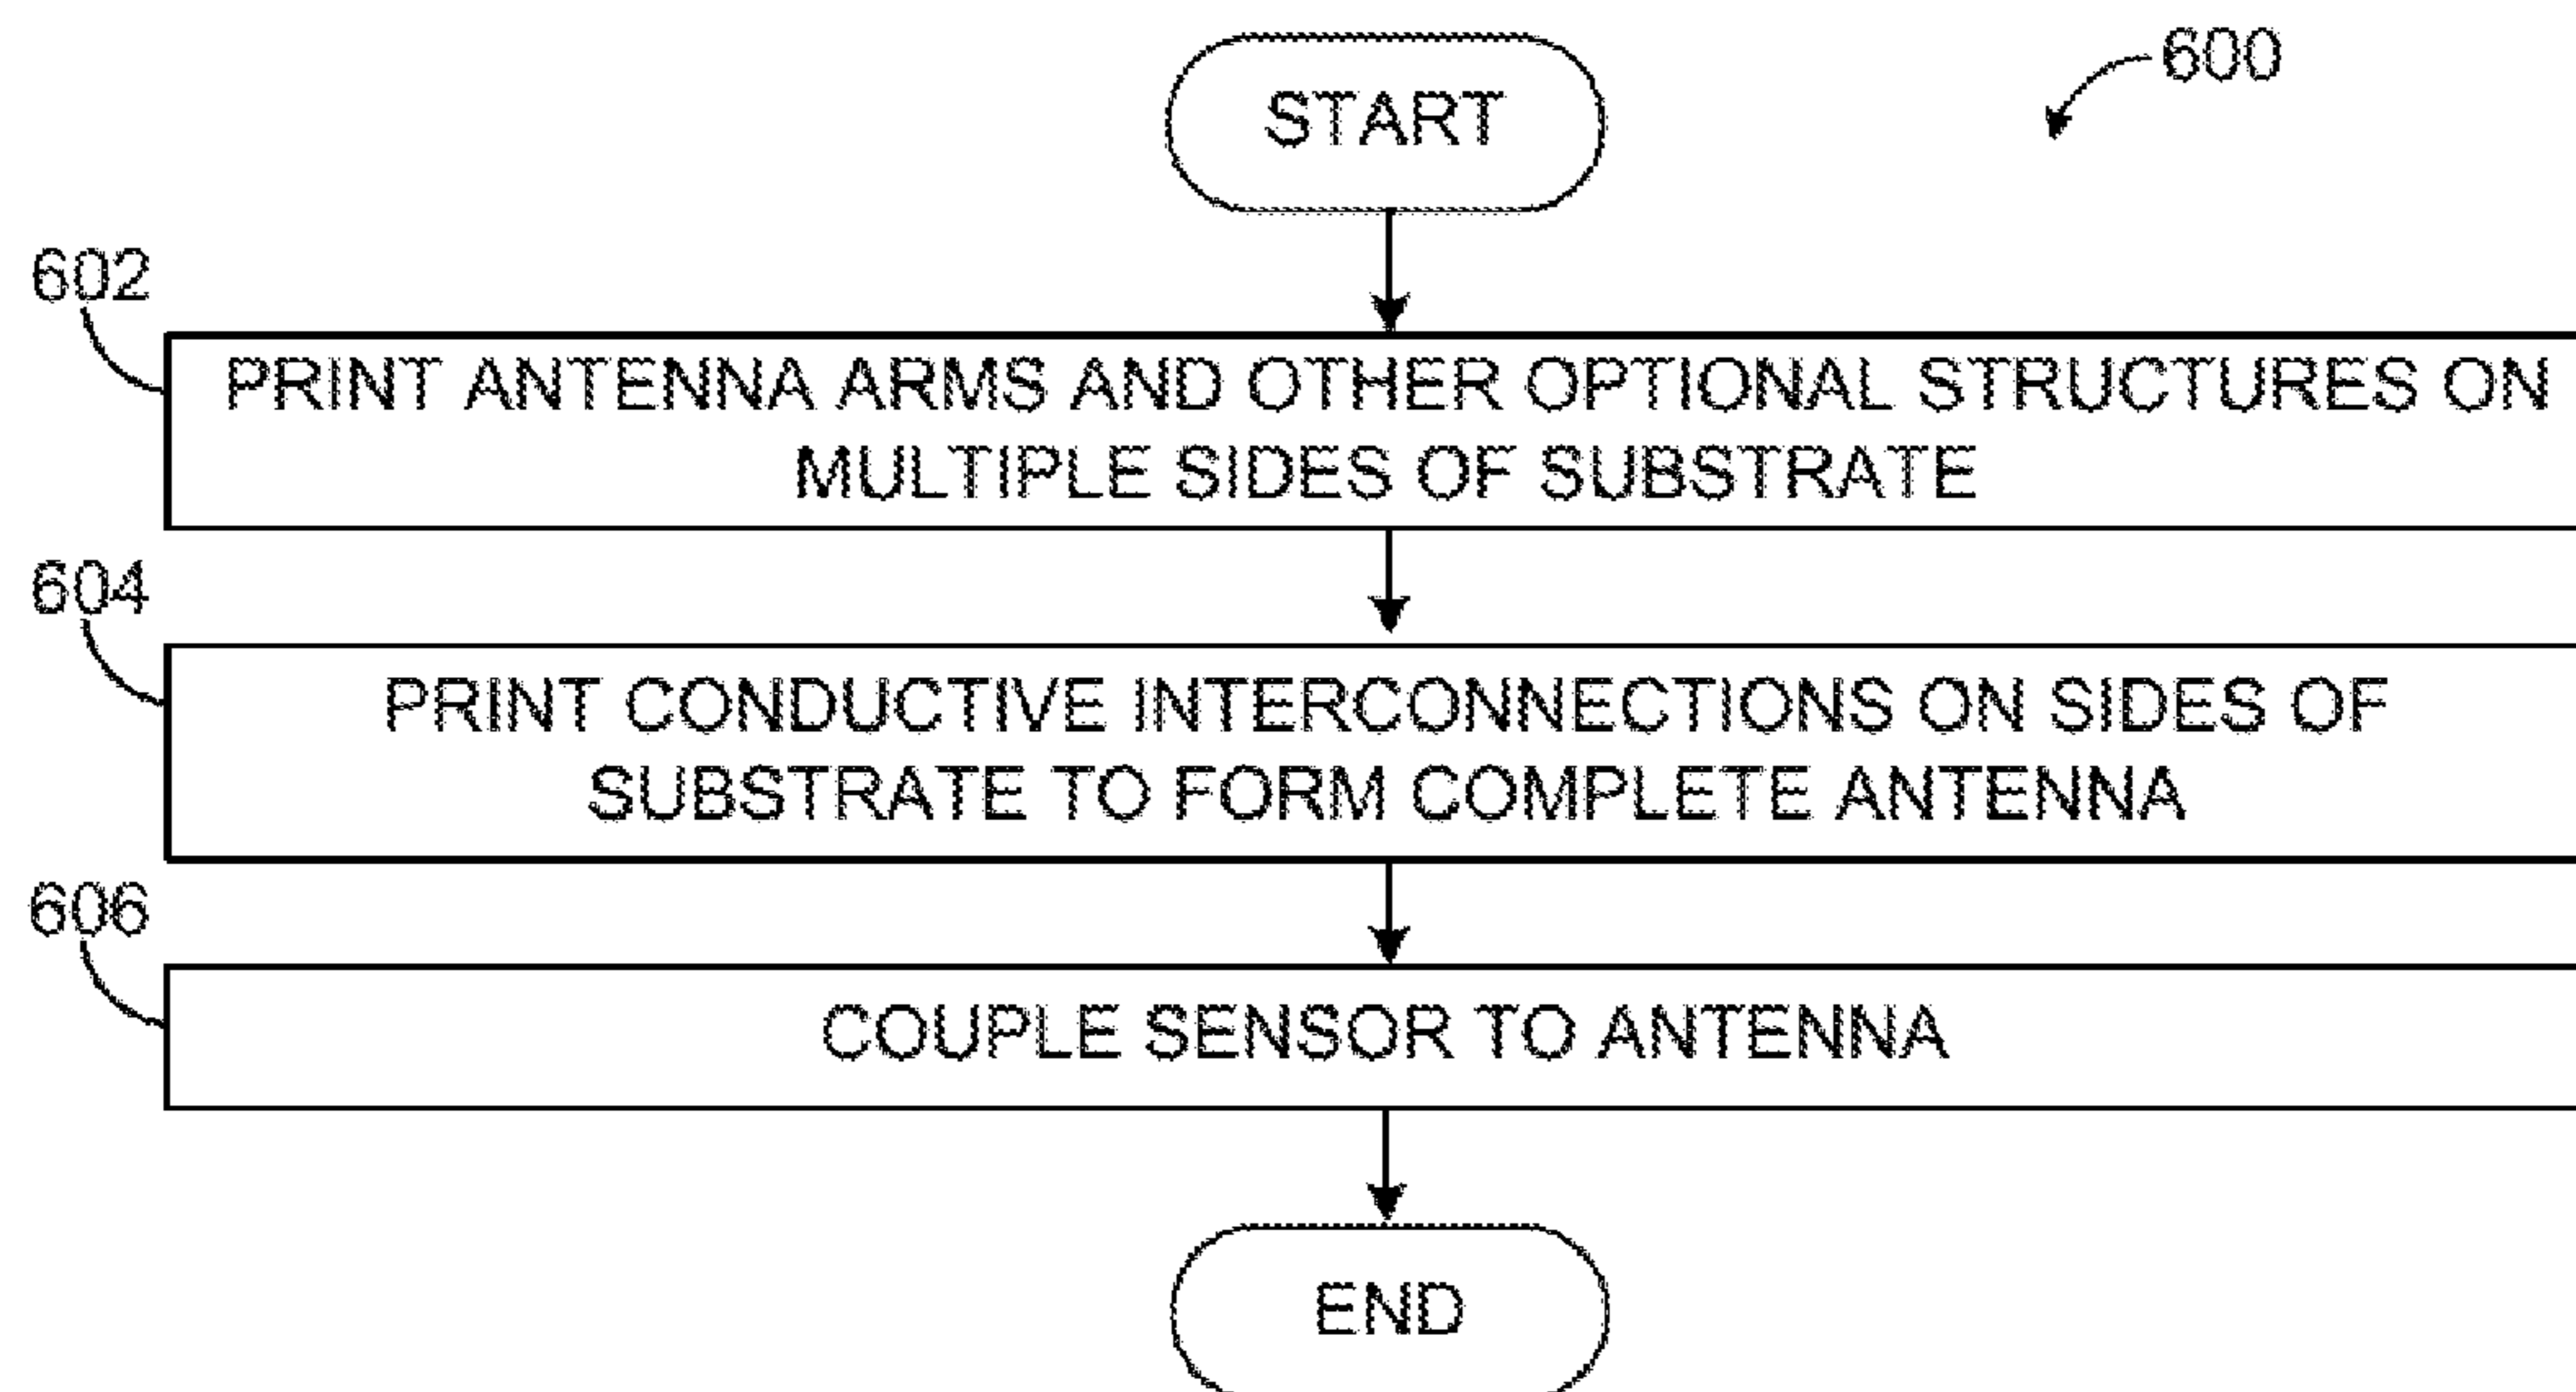 START
600
602
PRINT ANTENNA ARMS AND OTHER OPTIONAL STRUCTURES ON
MULTIPLE SIDES OF SUBSTRATE
604
PRINT CONDUCTIVE INTERCONNECTIONS ON SIDES OF
SUBSTRATE TO FORM COMPLETE ANTENNA
606
COUPLE SENSOR TO ANTENNA
END